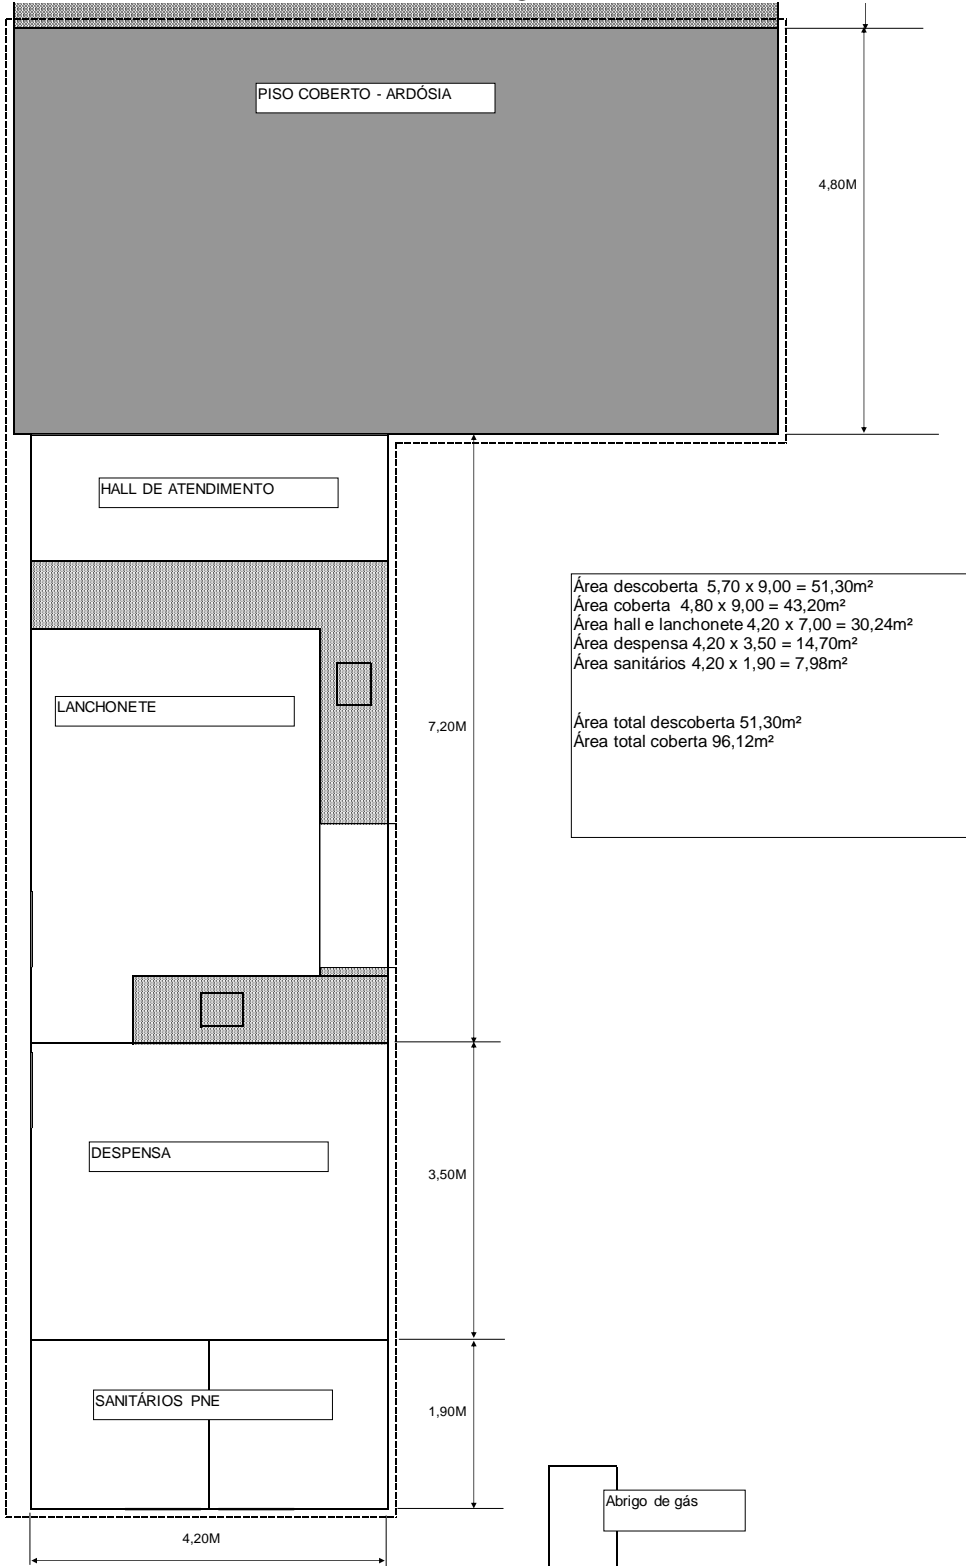 PISO COBERTO - ARDÓSIA
4,80M
HALL DE ATENDIMENTO
Área descoberta 5,70 x 9,00 = 51,30m²
Área coberta 4,80 x 9,00 = 43,20m²
Área hall e lanchonete 4,20 x 7,00 = 30,24m²
Área despensa 4,20 x 3,50 = 14,70m²
Área sanitários 4,20 x 1,90 = 7,98m²
Área total descoberta 51,30m²
Área total coberta 96,12m²
LANCHONETE
7,20M
DESPENSA
3,50M
SANITÁRIOS PNE
1,90M
Abrigo de gás
4,20M